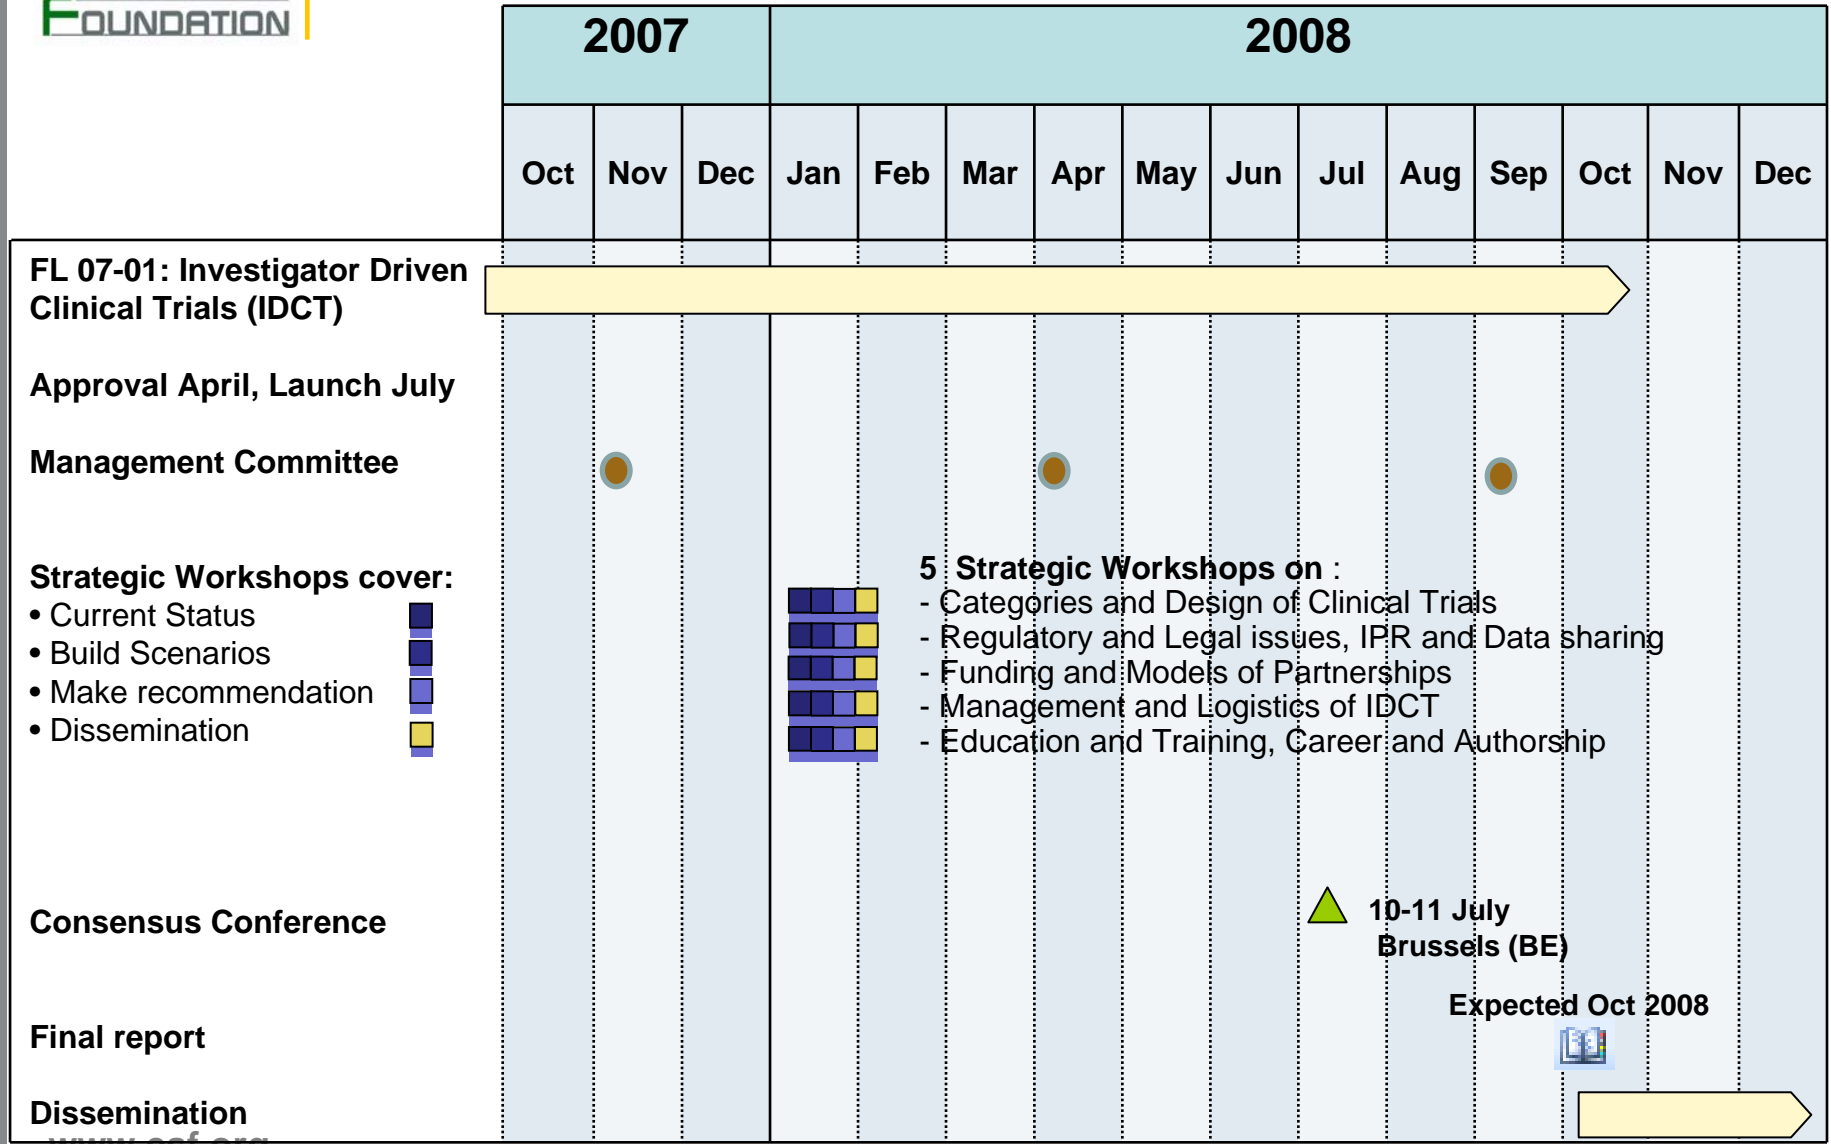 FOUNDATION
2007
2008
Oct
Nov
Dec
Jan
Feb
Mar
Apr
May
Jun
Jul
Aug
Sep
Oct
Nov
Dec
FL 07-01: Investigator Driven
Clinical Trials (IDCT)
Approval April, Launch July
Management Committee
Strategic Workshops cover:
• Current Status
• Build Scenarios
• Make recommendation
• Dissemination
5 Strategic Workshops on :
- Categories and Design of Clinical Trials
- Regulatory and Legal issues, IPR and Data sharing
- Funding and Models of Partnerships
- Management and Logistics of IDCT
- Education and Training, Career and Authorship
Consensus Conference
10-11 July
Brussels (BE)
Expected Oct 2008
Final report
Dissemination
www.esf.org